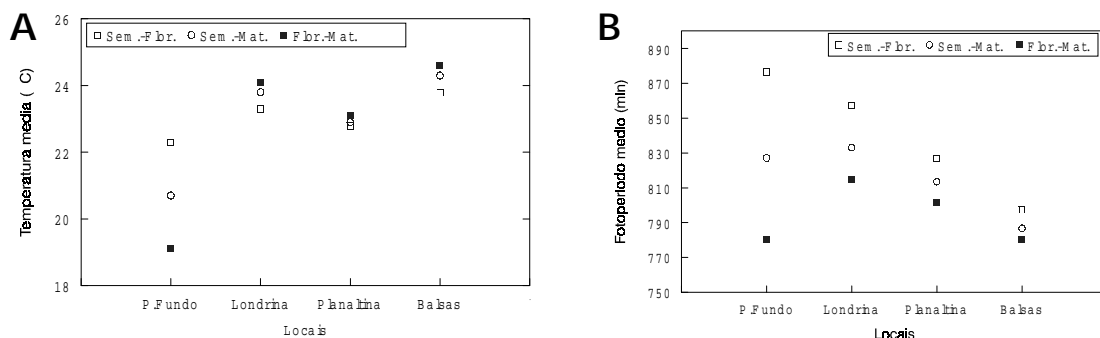 A
Temperatura media ( C)
26
24
22
20
18
Sem.-Flor. Sem.-Mat. Flor.-Mat.
P.Fundo Londrina Planaltina Balsas
Locais
B
Fotoperiodo medio (min)
890
870
850
830
810
790
770
750
Sem.-Flor. Sem.-Mat. Flor.-Mat.
P.Fundo Londrina Planaltina Balsas
Locais